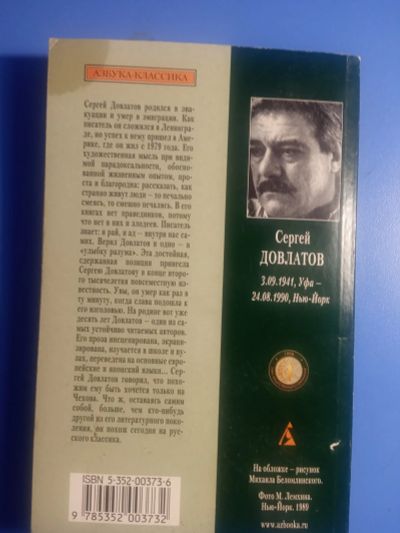 АЗБУКА-КЛАССИКА
Сергей Довлатов родился в эва-
куации и умер в эмиграции. Как
писатель он сложился в Ленингра-
де, но успех к нему пришел в Аме-
рике, где он жил с 1979 года. Его
художественная мысль при види-
мой парадоксальности, обосно-
ванной жизненным опытом, про-
ста и благородна: рассказать, как
странно живут люди – то печально
смеясь, то смешно печалясь. В его
книгах нет праведников, потому
что нет в них и злодеев. Писатель
знает: и рай, и ад – внутри нас са-
мих. Верил Довлатов в одно – в
«улыбку разума». Эта достойная,
сдержанная позиция принесла
Сергею Довлатову в конце второ-
го тысячелетия повсеместную из-
вестность. Увы, он умер как раз в
ту минуту, когда слава подошла к
его изголовью. На родине вот уже
десять лет Довлатов – один из са-
мых устойчиво читаемых авторов.
Его проза инсценирована, экрани-
зирована, изучается в школе и ву-
зах, переведена на основные евро-
пейские и японский языки... Сер-
гей Довлатов говорил, что похо-
жим ему быть хочется только на
Чехова. Что ж, оставаясь самим
собой, больше, чем кто-нибудь
другой из его литературного поко-
ления, он похож сегодня на рус-
ского классика.
ISBN 5-352-00373-6
9 785352 003732
Сергей
ДОВЛАТОВ
3.09.1941, Уфа –
24.08.1990, Нью-Йорк
На обложке – рисунок
Михаила Беломлинского.
Фото М. Лемхина.
Нью-Йорк. 1989
www.azbooka.ru